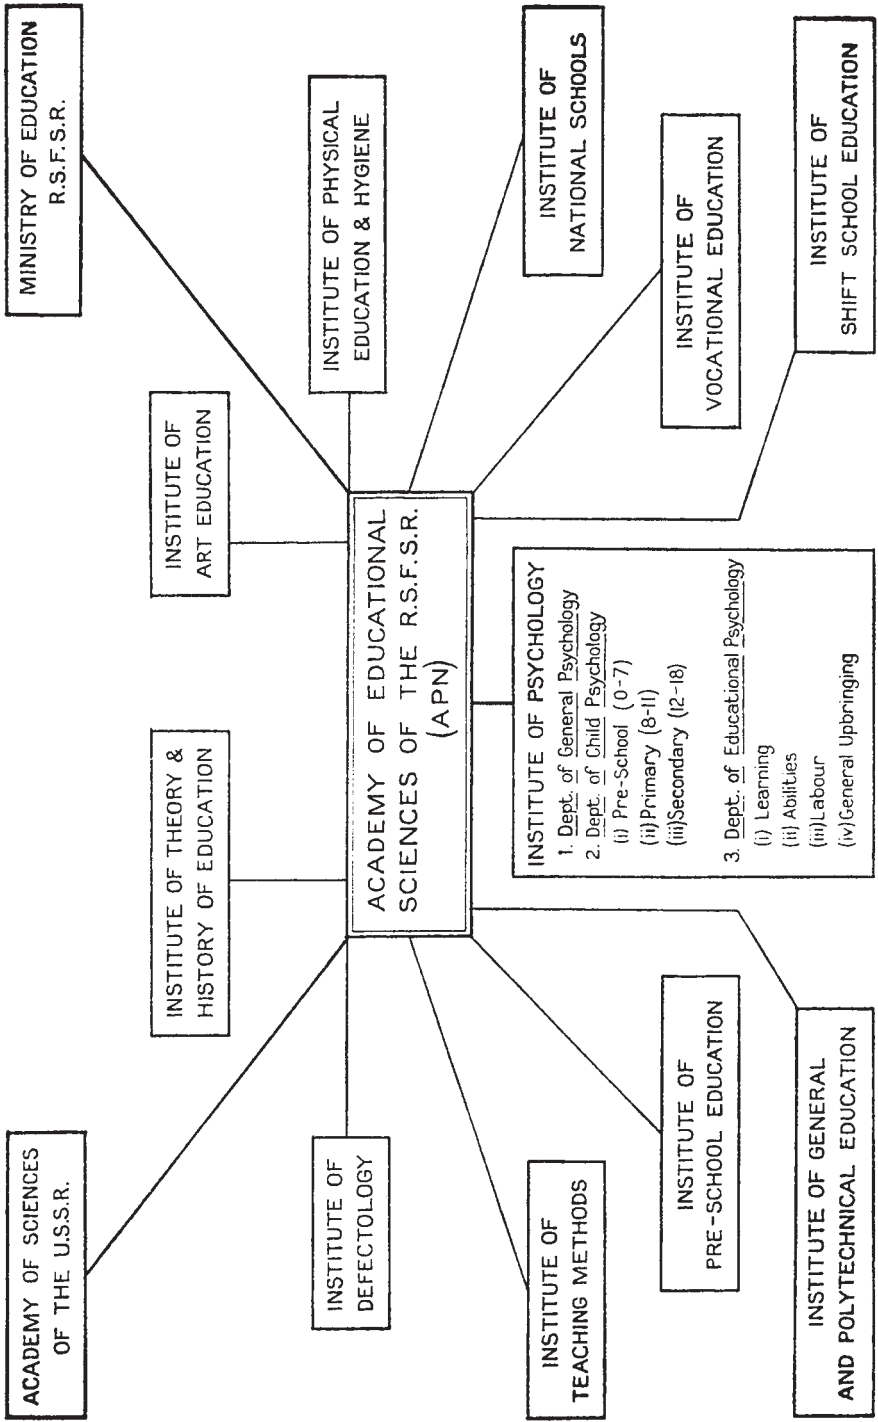 ACADEMY OF SCIENCES
OF THE U.S.S.R.
MINISTRY OF EDUCATION
R.S.F.S.R.
INSTITUTE OF THEORY &
HISTORY OF EDUCATION
INSTITUTE OF
ART EDUCATION
INSTITUTE OF
DEFECTOLOGY
INSTITUTE OF PHYSICAL
EDUCATION & HYGIENE
ACADEMY OF EDUCATIONAL
SCIENCES OF THE R.S.F.S.R.
(APN)
INSTITUTE OF
TEACHING METHODS
INSTITUTE OF
NATIONAL SCHOOLS
INSTITUTE OF PSYCHOLOGY
1. Dept. of General Psychology
2. Dept. of Child Psychology
(i) Pre-School (0-7)
(ii) Primary (8-11)
(iii) Secondary (12-18)
3. Dept. of Educational Psychology
(i) Learning
(ii) Abilities
(iii) Labour
(iv) General Upbringing
INSTITUTE OF
PRE-SCHOOL EDUCATION
INSTITUTE OF
VOCATIONAL EDUCATION
INSTITUTE OF GENERAL
AND POLYTECHNICAL EDUCATION
INSTITUTE OF
SHIFT SCHOOL EDUCATION